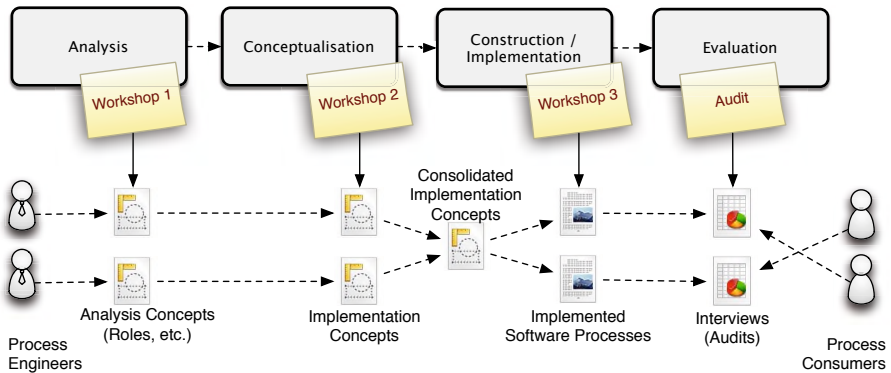 Analysis
Conceptualisation
Construction /
Implementation
Evaluation
Workshop 1
Workshop 2
Workshop 3
Audit
Consolidated
Implementation
Concepts
Analysis Concepts
(Roles, etc.)
Implementation
Concepts
Implemented
Software Processes
Interviews
(Audits)
Process
Engineers
Process
Consumers